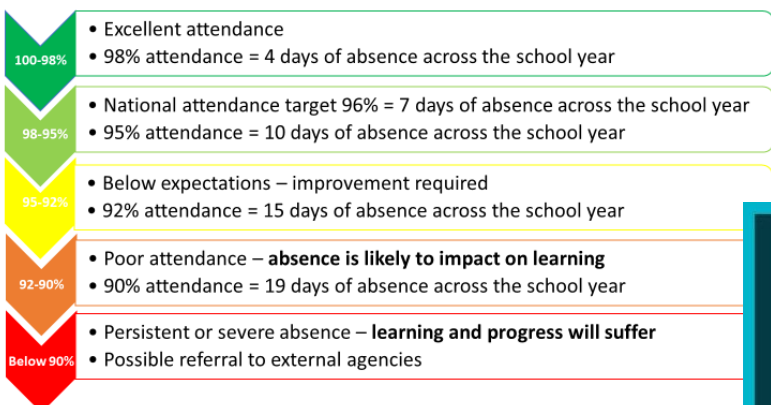 100-98%
• Excellent attendance
• 98% attendance = 4 days of absence across the school year
98-95%
• National attendance target 96% = 7 days of absence across the school year
• 95% attendance = 10 days of absence across the school year
95-92%
• Below expectations – improvement required
• 92% attendance = 15 days of absence across the school year
92-90%
• Poor attendance – absence is likely to impact on learning
• 90% attendance = 19 days of absence across the school year
Below 90%
• Persistent or severe absence – learning and progress will suffer
• Possible referral to external agencies